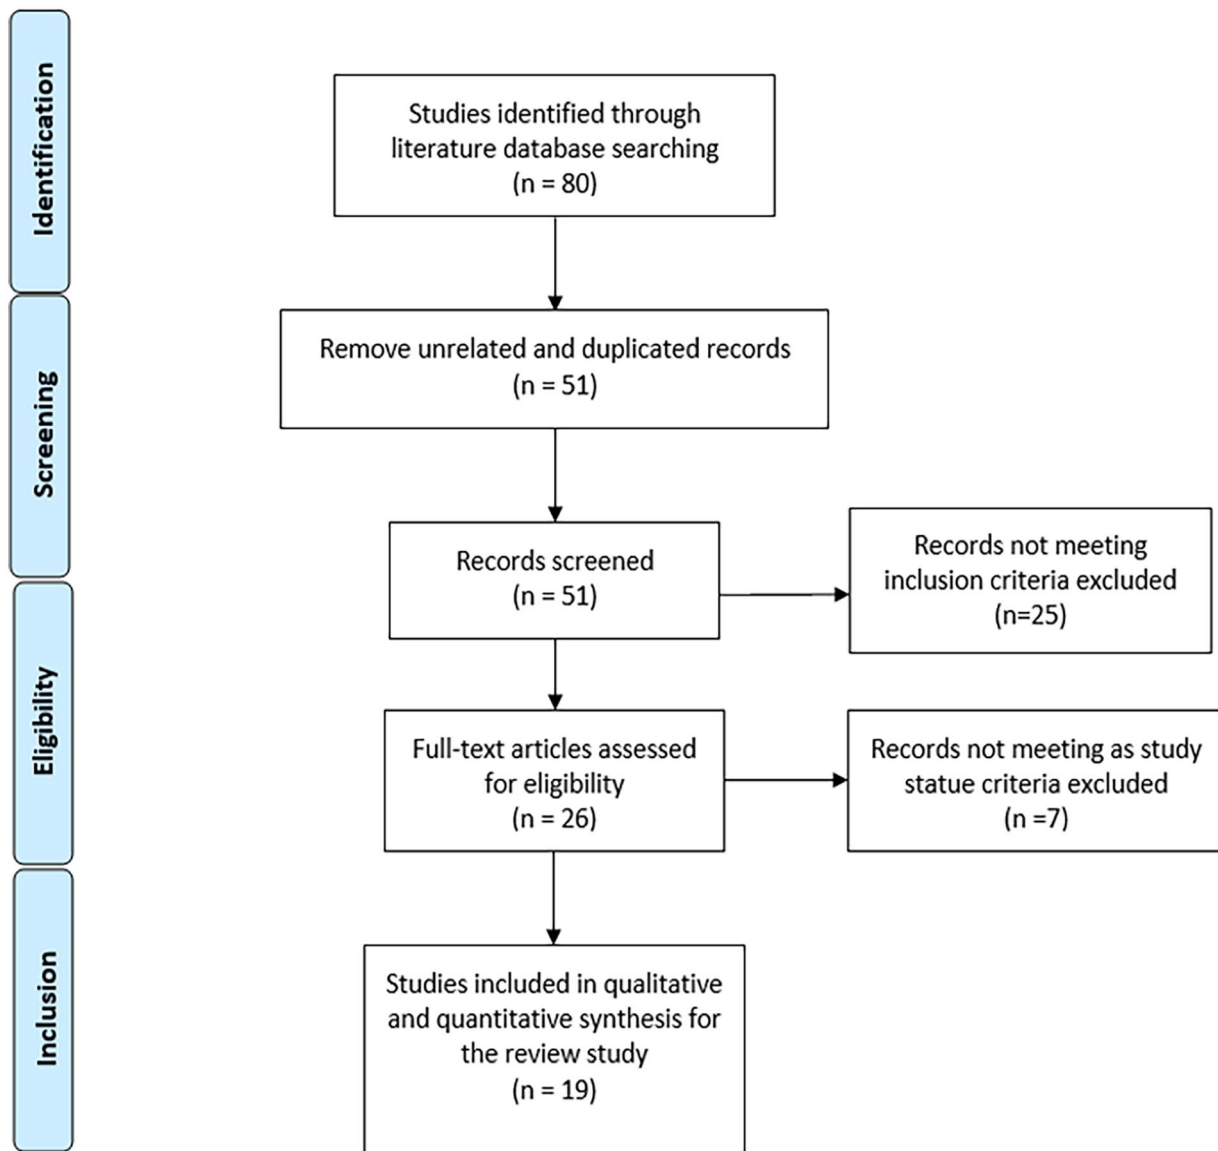 Identification
Studies identified through
literature database searching
(n = 80)
Screening
Remove unrelated and duplicated records
(n = 51)
Records screened
(n = 51)
Records not meeting
inclusion criteria excluded
(n=25)
Eligibility
Full-text articles assessed
for eligibility
(n = 26)
Records not meeting as study
statue criteria excluded
(n =7)
Inclusion
Studies included in qualitative
and quantitative synthesis for
the review study
(n = 19)